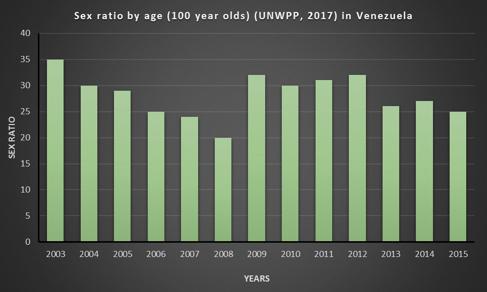 Sex ratio by age (100 year olds) (UNWPP, 2017) in Venezuela
40
35
30
25
20
15
10
5
0
SEX RATIO
2003 2004 2005 2006 2007 2008 2009 2010 2011 2012 2013 2014 2015
YEARS